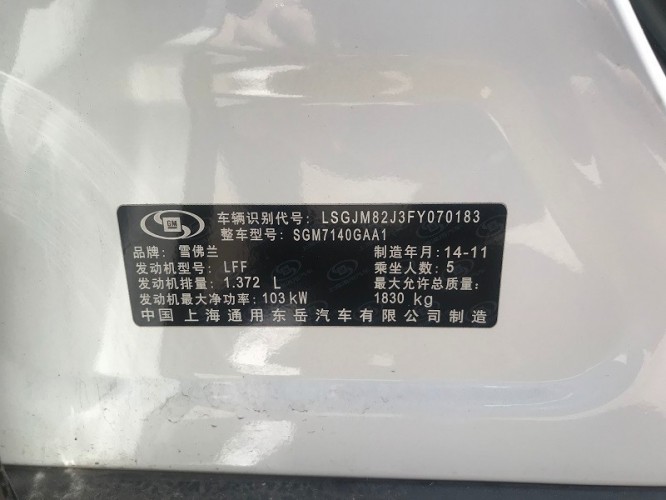 GM
车辆识别代号: LSGJM82J3FY070183
整车型号: SGM7140GAA1
品牌: 雪佛兰 制造年月: 14-11
发动机型号: LFF 乘坐人数: 5
发动机排量: 1.372 L 最大允许总质量:
发动机最大净功率: 103 kW 1830 kg
中国 上海通用东岳汽车有限公司 制造